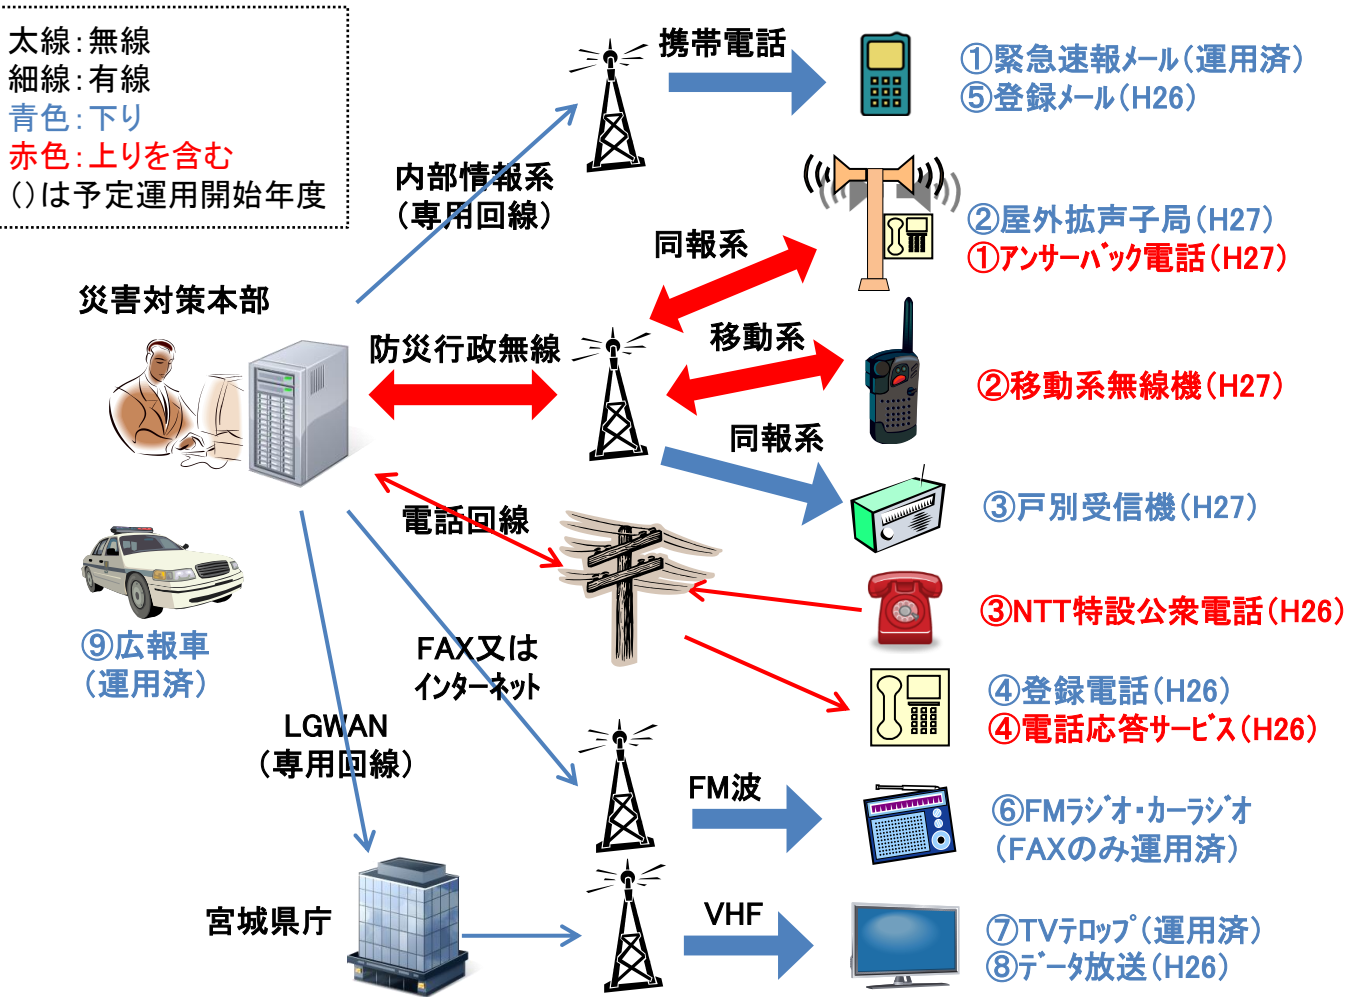 太線：無線
細線：有線
青色：下り
赤色：上りを含む
()は予定運用開始年度
携帯電話
①緊急速報ﾒｰﾙ(運用済)
⑤登録ﾒｰﾙ(H26)
内部情報系
(専用回線)
同報系
②屋外拡声子局(H27)
①ｱﾝｻｰﾊﾞｯｸ電話(H27)
災害対策本部
防災行政無線
移動系
②移動系無線機(H27)
同報系
③戸別受信機(H27)
電話回線
③NTT特設公衆電話(H26)
⑨広報車
(運用済)
FAX又は
ｲﾝﾀｰﾈｯﾄ
④登録電話(H26)
④電話応答ｻｰﾋﾞｽ(H26)
LGWAN
(専用回線)
FM波
⑥FMﾗｼﾞｵ･ｶｰﾗｼﾞｵ
(FAXのみ運用済)
宮城県庁
VHF
⑦TVﾃﾛｯﾌﾟ(運用済)
⑧ﾃﾞｰﾀ放送(H26)